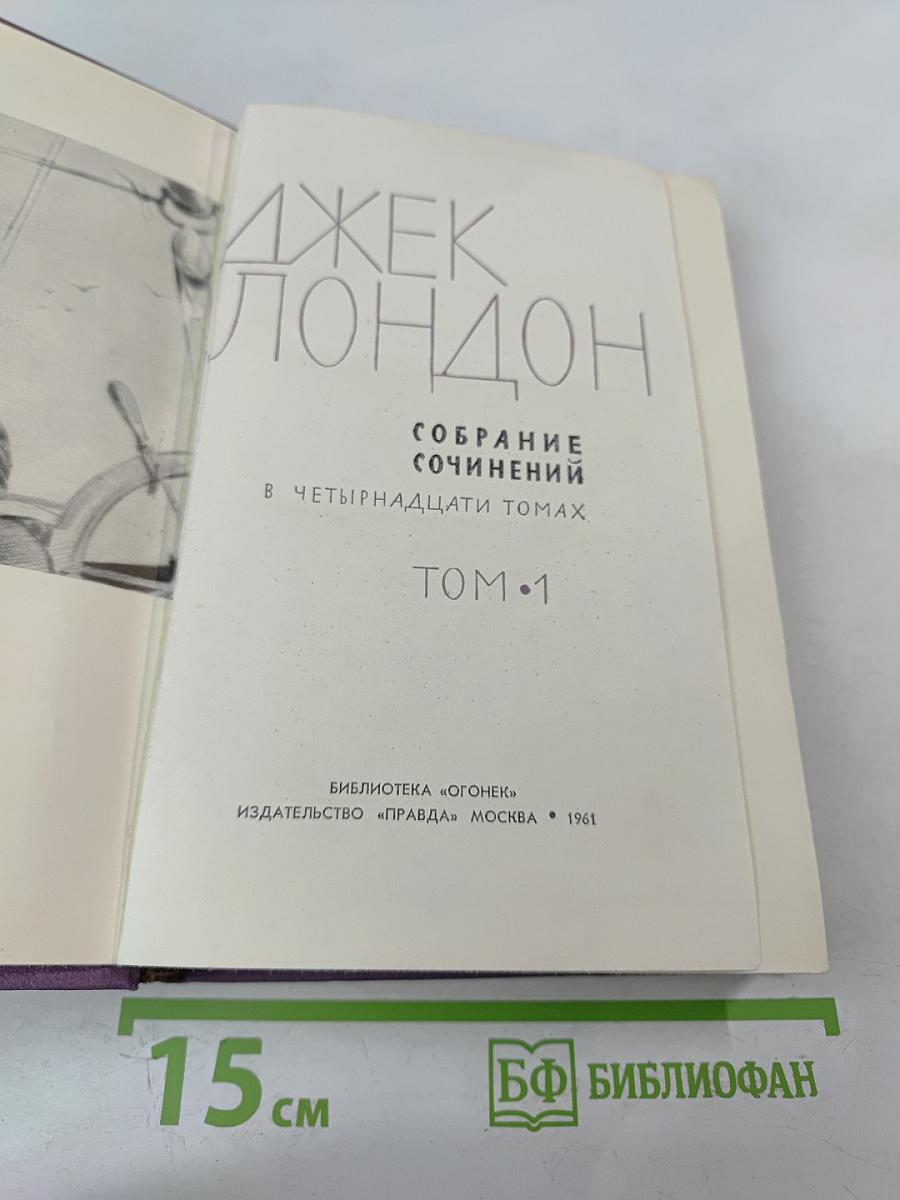 ДЖЕК
ЛОНДОН
СОБРАНИЕ
СОЧИНЕНИЙ
В ЧЕТЫРНАДЦАТИ ТОМАХ
ТОМ • 1
БИБЛИОТЕКА «ОГОНЕК»
ИЗДАТЕЛЬСТВО «ПРАВДА» МОСКВА • 1961
15 СМ
БФ БИБЛИОФАН